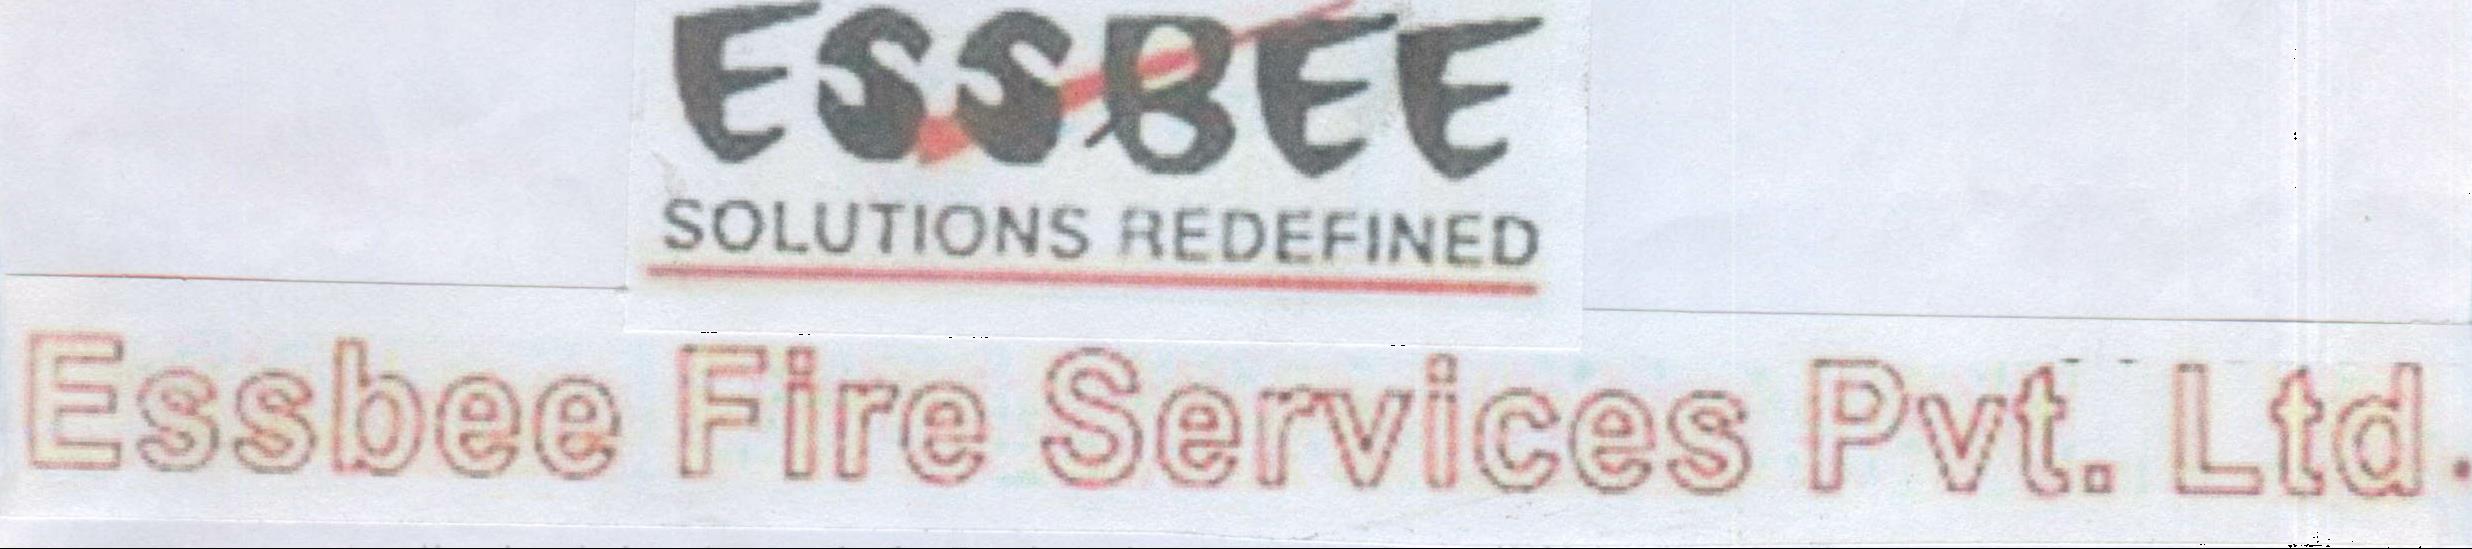 ESSBEE
SOLUTIONS REDEFINED
Essbee Fire Services Pvt. Ltd.